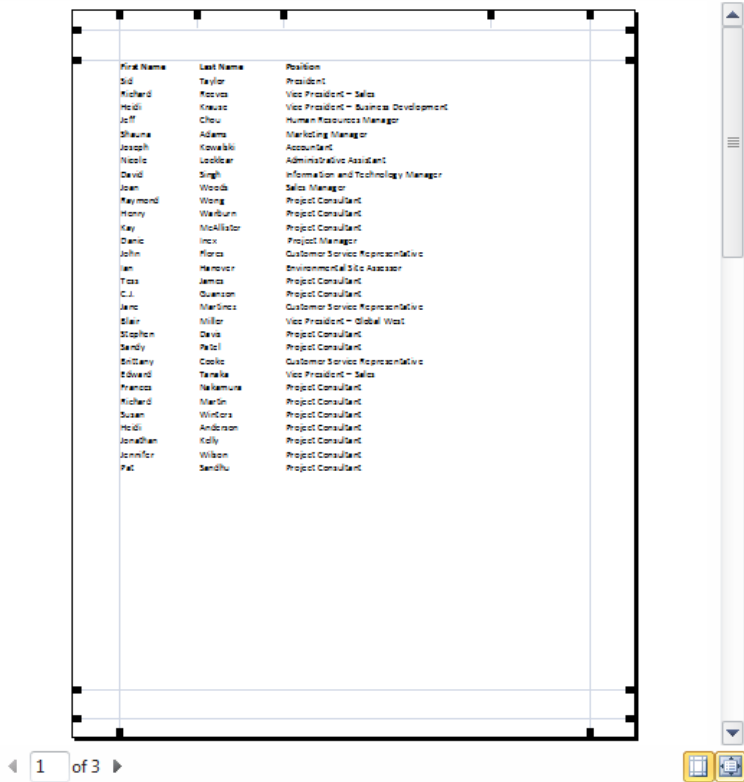 First Name Last Name Position
Sid Taylor President
Richard Reeves Vice President – Sales
Heidi Krause Vice President – Business Development
Jeff Chou Human Resources Manager
Shauna Adams Marketing Manager
Joseph Kowalski Accountant
Nicole Locklear Administrative Assistant
David Singh Information and Technology Manager
Joan Woods Sales Manager
Raymond Wong Project Consultant
Henry Warburn Project Consultant
Kay McAllister Project Consultant
Danie Inex Project Manager
John Flores Customer Service Representative
Ian Hanover Environmental Site Assessor
Tess James Project Consultant
C.J. Guanson Project Consultant
Jane Martinez Customer Service Representative
Blair Miller Vice President – Global West
Stephen Davis Project Consultant
Sandy Patel Project Consultant
Brittany Cooke Customer Service Representative
Edward Tanaka Vice President – Sales
Frances Nakamura Project Consultant
Richard Martin Project Consultant
Susan Winters Project Consultant
Heidi Anderson Project Consultant
Jonathan Kelly Project Consultant
Jennifer Wilson Project Consultant
Pat Sandhu Project Consultant
1 of 3